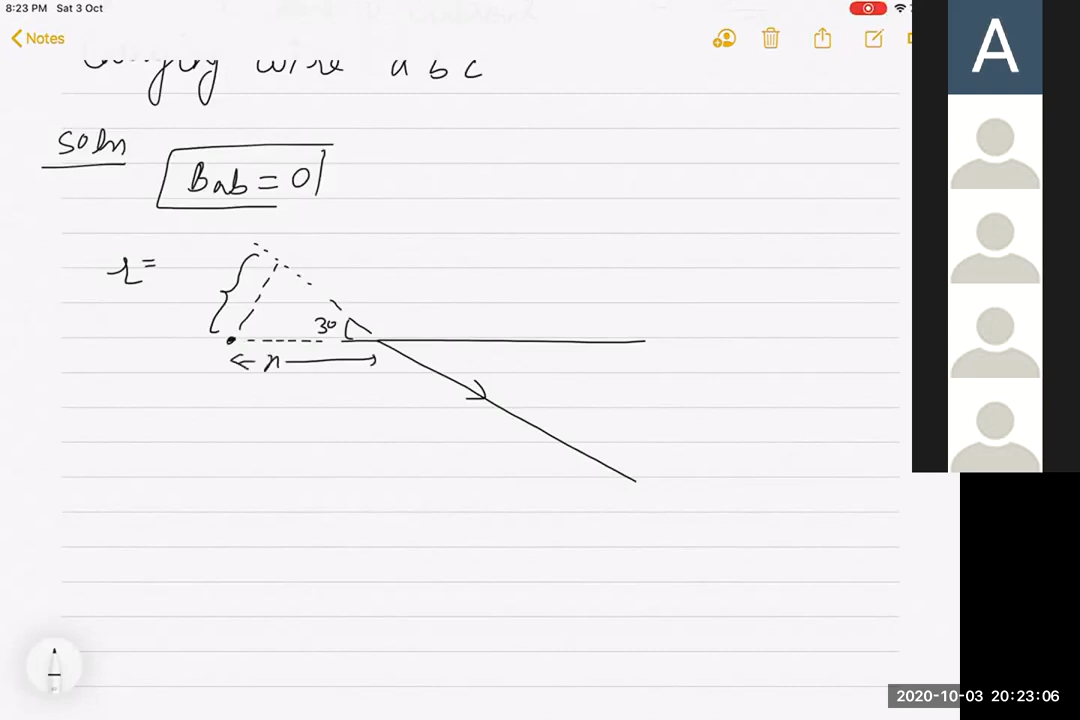 8:23 PM Sat 3 Oct
Notes
A
wire abc
Soln
Bab = 0
r =
30
x
2020-10-03 20:23:06